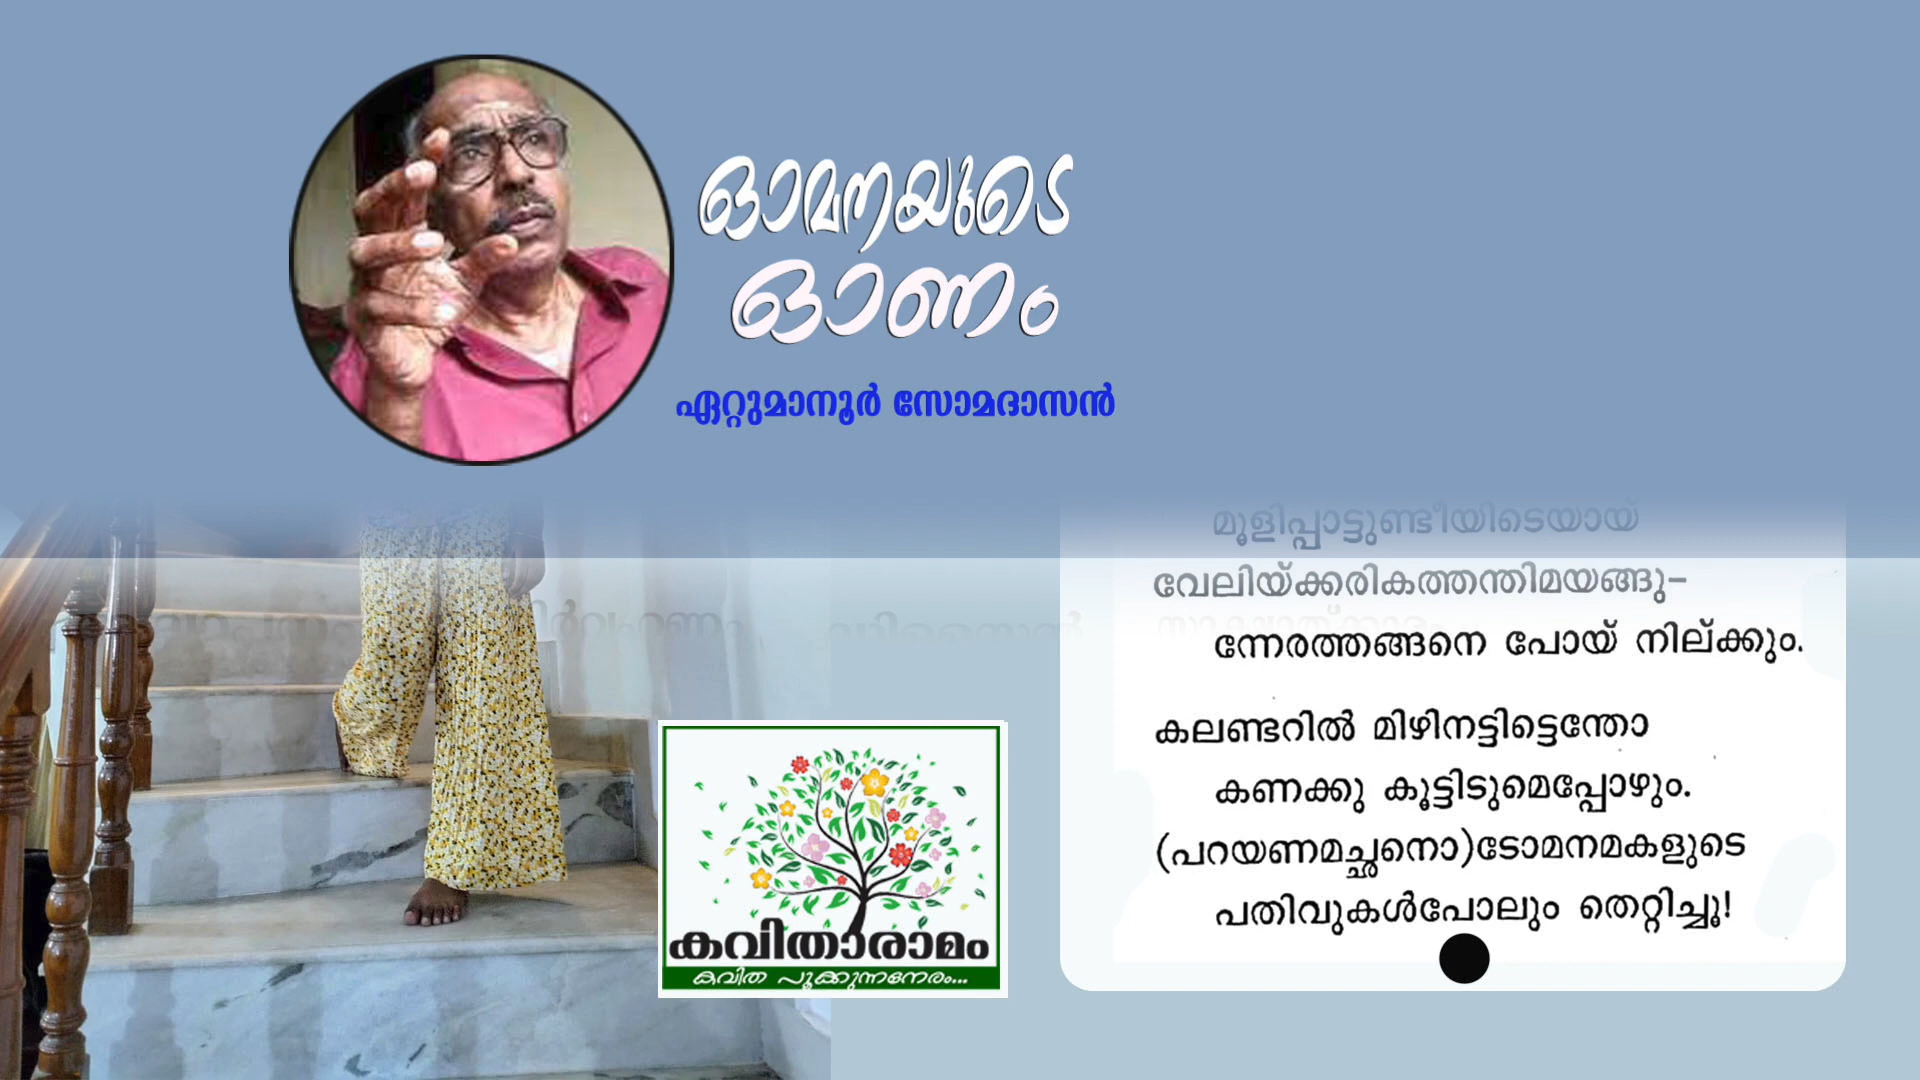 ഓമനയുടെ
ഓണം
ഏറ്റുമാനൂർ സോമദാസൻ
മൂളിപ്പാട്ടുണ്ടീയിടെയായ്
വേലിയ്ക്കരികത്തന്തിമയങ്ങു-
ന്നേരത്തങ്ങനെ പോയ് നില്ക്കും.
കലണ്ടറിൽ മിഴിനട്ടിട്ടെന്തോ
കണക്കു കൂട്ടിടുമെപ്പോഴും.
(പറയണമച്ഛനൊ)ടോമനമകളുടെ
പതിവുകൾപോലും തെറ്റിച്ചൂ!
കവിതാരാമം
കവിത പൂക്കുന്നനേരം...